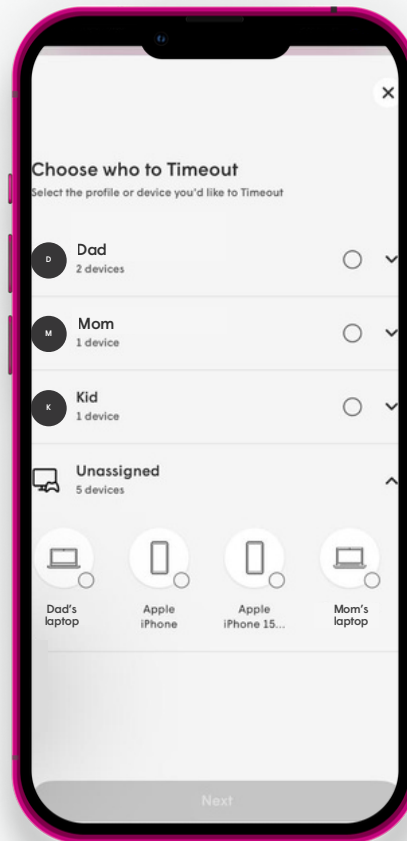 Choose who to Timeout
Select the profile or device you'd like to Timeout
D
Dad
2 devices
M
Mom
1 device
K
Kid
1 device
Unassigned
5 devices
Dad's
laptop
Apple
iPhone
Apple
iPhone 15...
Mom's
laptop
Next